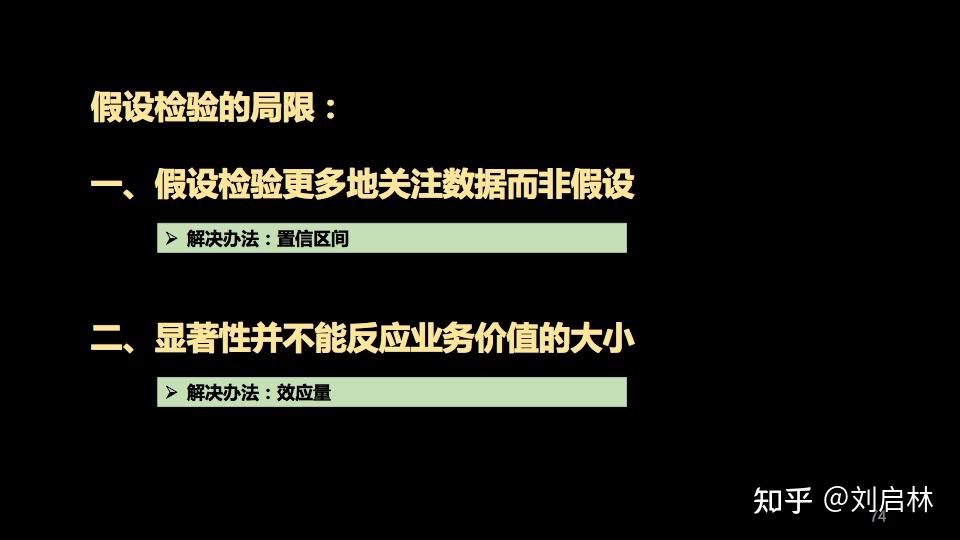 假设检验的局限：
一、假设检验更多地关注数据而非假设
➢ 解决办法：置信区间
二、显著性并不能反应业务价值的大小
➢ 解决办法：效应量
知乎 @刘启林
74